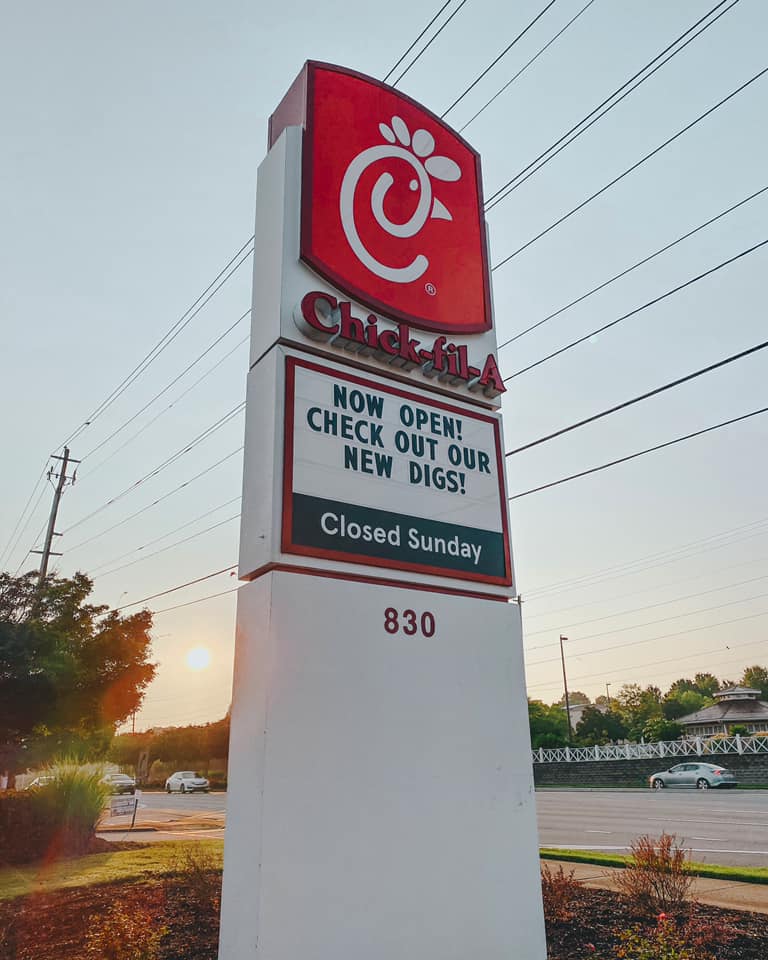 ®
Chick-fil-A
NOW OPEN!
CHECK OUT OUR
NEW DIGS!
Closed Sunday
830